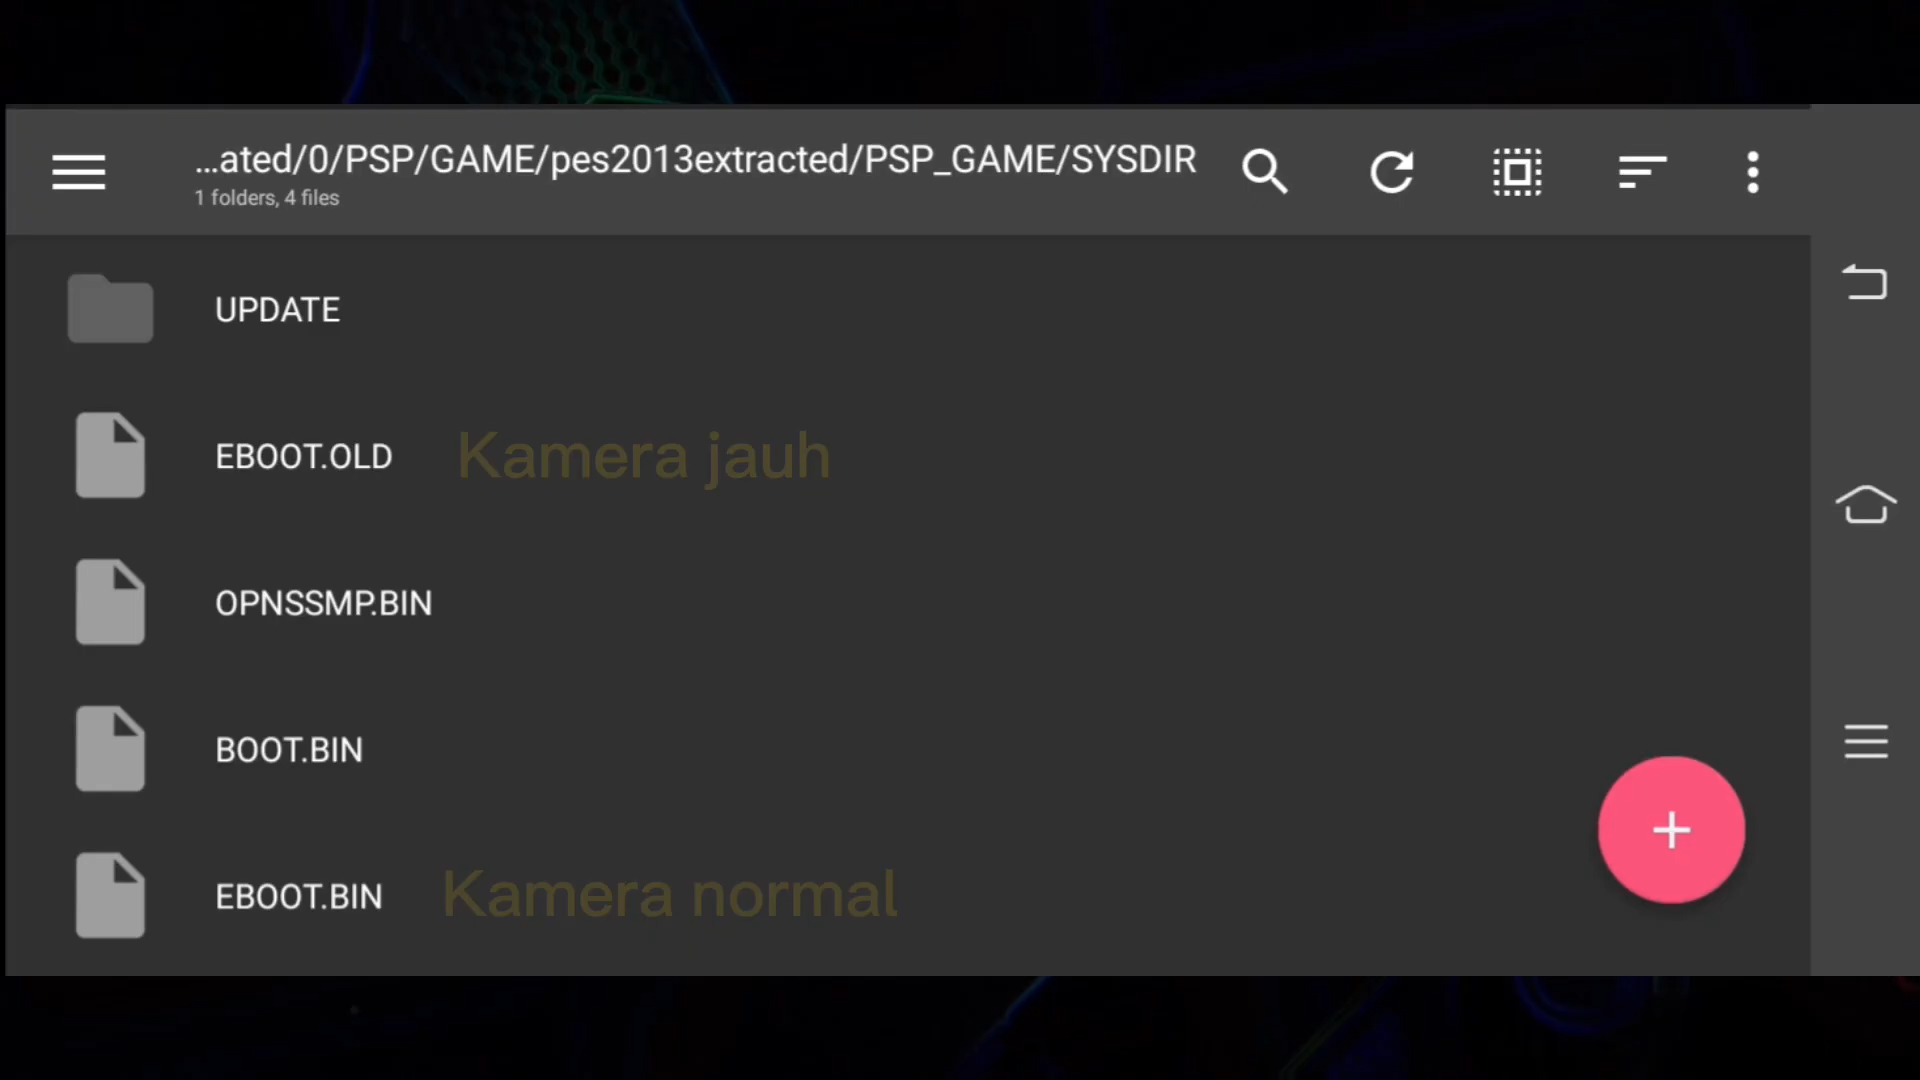 …ated/0/PSP/GAME/pes2013extracted/PSP_GAME/SYSDIR
1 folders, 4 files
UPDATE
EBOOT.OLD Kamera jauh
OPNSSMP.BIN
BOOT.BIN
EBOOT.BIN Kamera normal